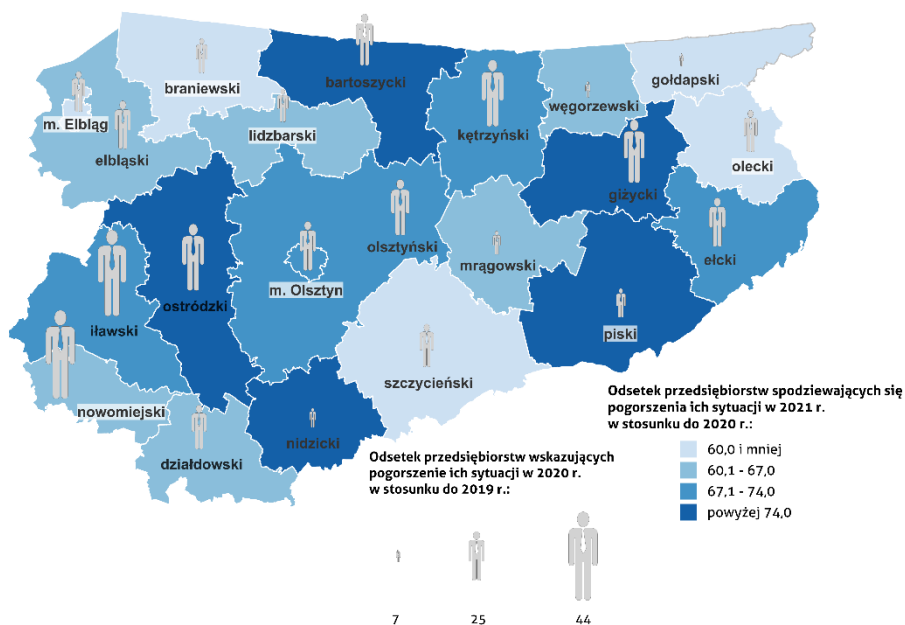 bartoszycki
gołdapski
braniewski
węgorzewski
m. Elbląg
kętrzyński
lidzbarski
elbląski
olecki
giżycki
olsztyński
ełcki
mrągowski
m. Olsztyn
ostródzki
iławski
piski
szczycieński
nowomiejski
nidzicki
działdowski
Odsetek przedsiębiorstw spodziewających się
pogorszenia ich sytuacji w 2021 r.
w stosunku do 2020 r.:
60,0 i mniej
60,1 - 67,0
67,1 - 74,0
powyżej 74,0
Odsetek przedsiębiorstw wskazujących
pogorszenie ich sytuacji w 2020 r.
w stosunku do 2019 r.:
7
25
44